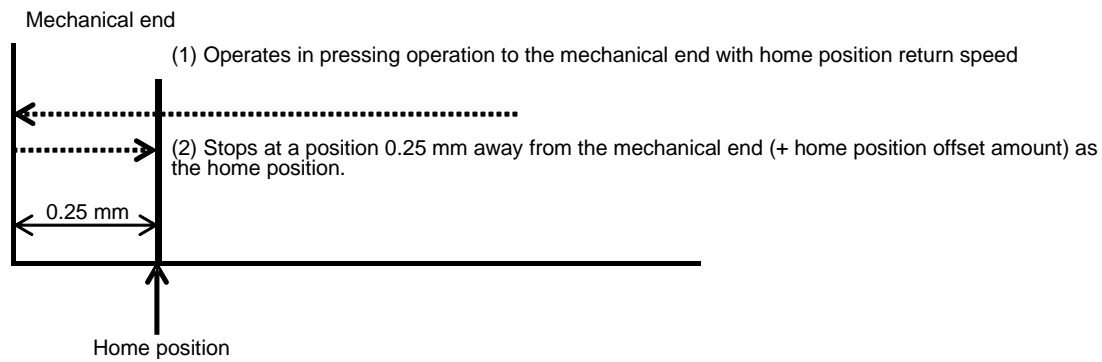 Mechanical end
(1) Operates in pressing operation to the mechanical end with home position return speed
(2) Stops at a position 0.25 mm away from the mechanical end (+ home position offset amount) as
the home position.
0.25 mm
Home position